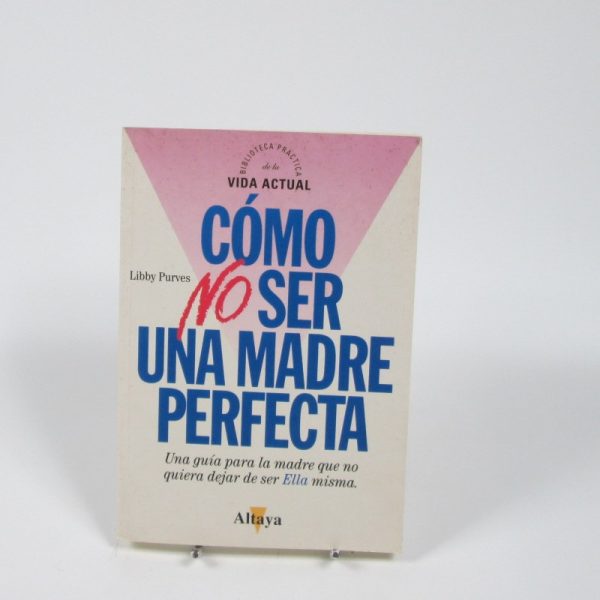 BIBLIOTECA PRÁCTICA
de la
VIDA ACTUAL
CÓMO
Libby Purves
NO SER
UNA MADRE
PERFECTA
Una guía para la madre que no
quiera dejar de ser Ella misma.
Altaya